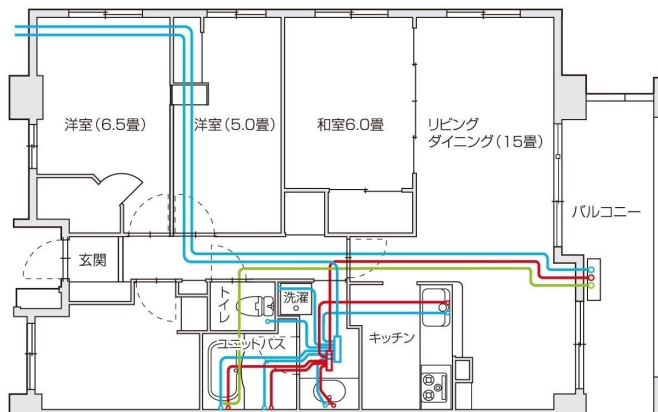 洋室(6.5畳)
洋室(5.0畳)
和室6.0畳
リビング
ダイニング(15畳)
バルコニー
玄関
トイレ
洗濯
ユニットバス
キッチン